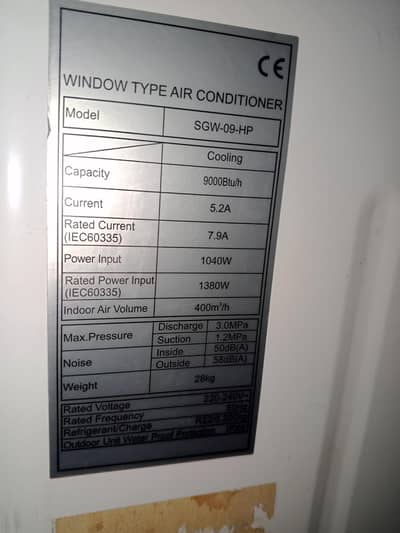 CE
WINDOW TYPE AIR CONDITIONER
Model SGW-09-HP
Cooling
Capacity 9000Btu/h
Current 5.2A
Rated Current (IEC60335) 7.9A
Power Input 1040W
Rated Power Input (IEC60335) 1380W
Indoor Air Volume 400m³/h
Max.Pressure Discharge 3.0MPa
Suction 1.2MPa
Noise Inside 50dB(A)
Outside 58dB(A)
Weight 28kg
Rated Voltage 220-240V~
Rated Frequency
Refrigerant/Charge
Outdoor Unit Water Proof Protection